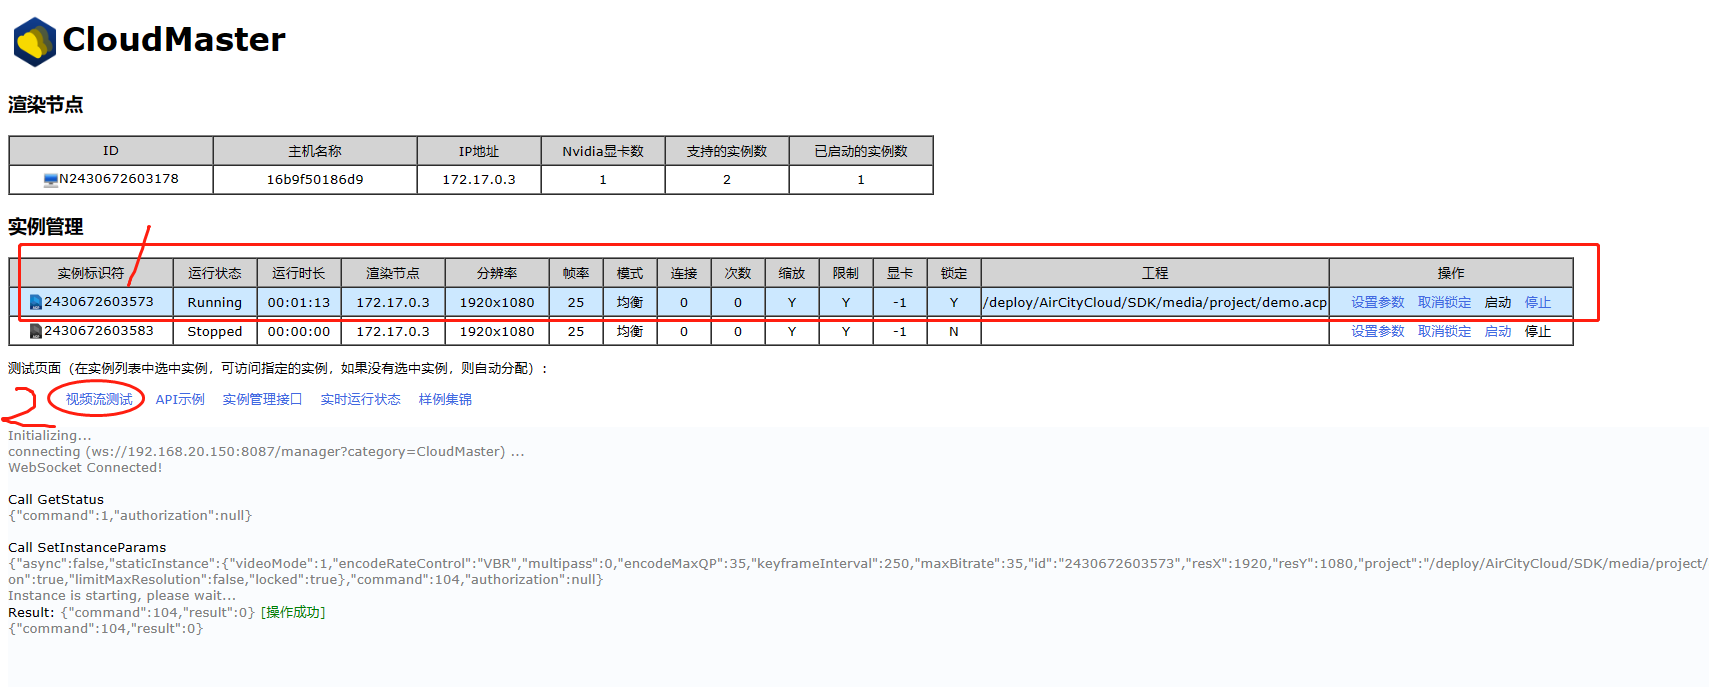 CloudMaster
渲染节点
ID 主机名称 IP地址 Nvidia显卡数 支持的实例数 已启动的实例数
N2430672603178 16b9f50186d9 172.17.0.3 1 2 1
实例管理
实例标识符 运行状态 运行时长 渲染节点 分辨率 帧率 模式 连接 次数 缩放 限制 显卡 锁定 工程 操作
2430672603573 Running 00:01:13 172.17.0.3 1920x1080 25 均衡 0 0 Y Y -1 Y /deploy/AirCityCloud/SDK/media/project/demo.acp 设置参数 取消锁定 启动 停止
2430672603583 Stopped 00:00:00 172.17.0.3 1920x1080 25 均衡 0 0 Y Y -1 N 设置参数 取消锁定 启动 停止
测试页面（在实例列表中选中实例，可访问指定的实例，如果没有选中实例，则自动分配）:
2 视频流测试 API示例 实例管理接口 实时运行状态 样例集锦
Initializing...
connecting (ws://192.168.20.150:8087/manager?category=CloudMaster) ...
WebSocket Connected!
Call GetStatus
{"command":1,"authorization":null}
Call SetInstanceParams
{"async":false,"staticInstance":{"videoMode":1,"encodeRateControl":"VBR","multipass":0,"encodeMaxQP":35,"keyframeInterval":250,"maxBitrate":35,"id":"2430672603573","resX":1920,"resY":1080,"project":"/deploy/AirCityCloud/SDK/media/project/
on":true,"limitMaxResolution":false,"locked":true},"command":104,"authorization":null}
Instance is starting, please wait...
Result: {"command":104,"result":0} [操作成功]
{"command":104,"result":0}